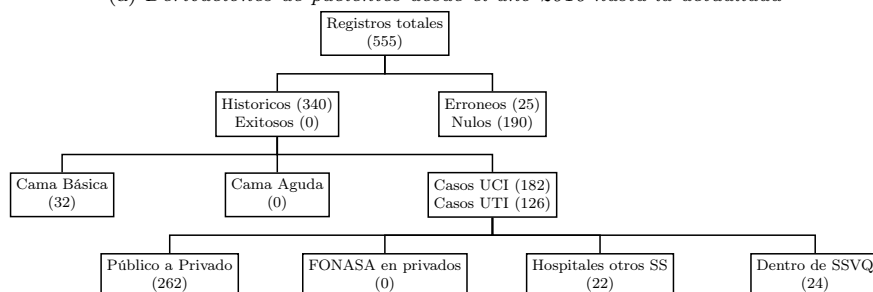 (a) Derivaciones de pacientes desde el año 2010 hasta la actualidad
Registros totales
(555)
Historicos (340)
Exitosos (0)
Erroneos (25)
Nulos (190)
Cama Básica
(32)
Cama Aguda
(0)
Casos UCI (182)
Casos UTI (126)
Público a Privado
(262)
FONASA en privados
(0)
Hospitales otros SS
(22)
Dentro de SSVQ
(24)